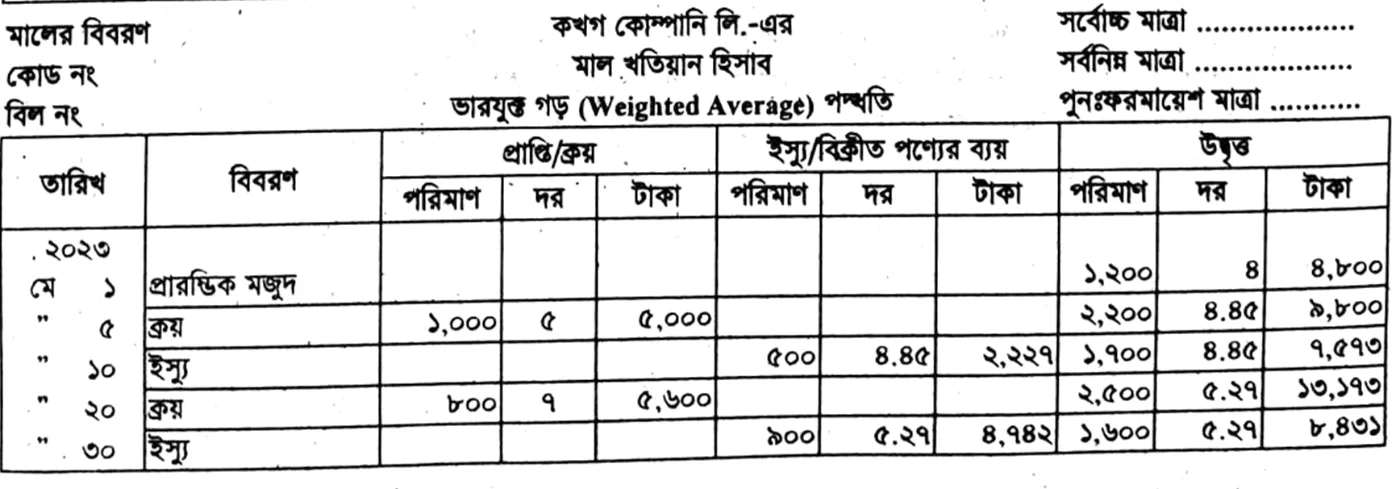 মালের বিবরণ
কোড নং
বিল নং
কখগ কোম্পানি লি.-এর
মাল খতিয়ান হিসাব
ভারযুক্ত গড় (Weighted Average) পদ্ধতি
সর্বোচ্চ মাত্রা ....................
সর্বনিম্ন মাত্রা ....................
পুনঃফরমায়েশ মাত্রা ............
তারিখ বিবরণ প্রাপ্তি/ক্রয় ইস্যু/বিক্রীত পণ্যের ব্যয় উদ্বৃত্ত
পরিমাণ দর টাকা পরিমাণ দর টাকা পরিমাণ দর টাকা
২০২৩
মে ১ প্রারম্ভিক মজুদ ১,২০০ ৪ ৪,৮০০
" ৫ ক্রয় ১,০০০ ৫ ৫,০০০ ২,২০০ ৪.৪৫ ৯,৮০০
" ১০ ইস্যু ৫০০ ৪.৪৫ ২,২২৭ ১,৭০০ ৪.৪৫ ৭,৫৭৩
" ২০ ক্রয় ৮০০ ৭ ৫,৬০০ ২,৫০০ ৫.২৭ ১৩,১৭৩
" ৩০ ইস্যু ৯০০ ৫.২৭ ৪,৭৪২ ১,৬০০ ৫.২৭ ৮,৪৩১